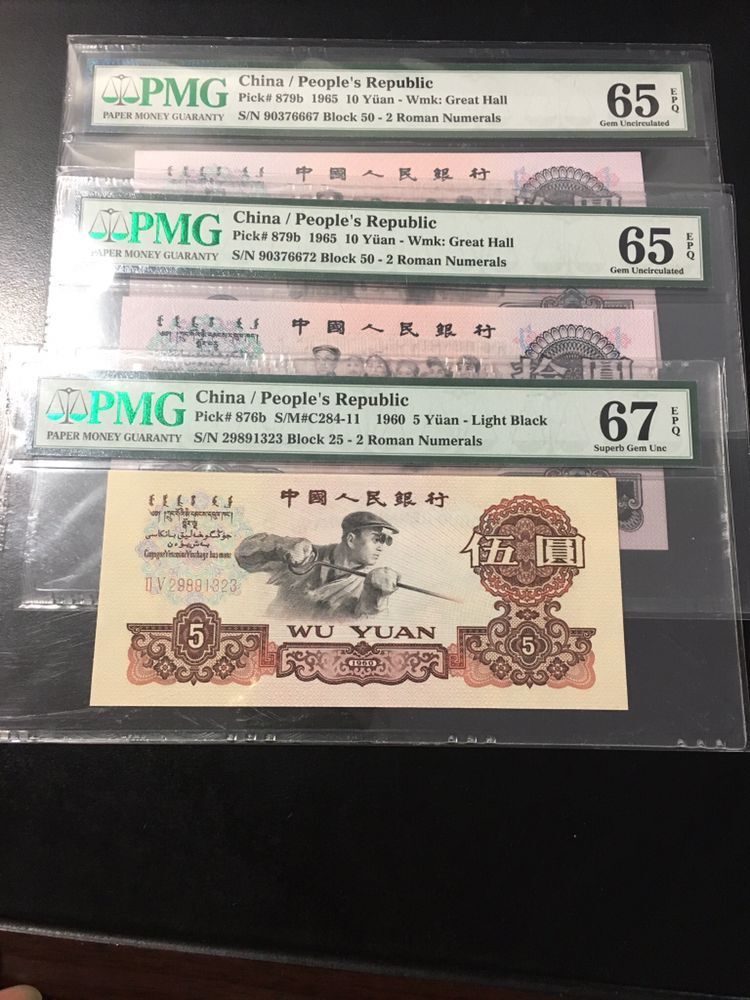 PMG
PAPER MONEY GUARANTY
China / People's Republic
Pick# 879b 1965 10 Yüan - Wmk: Great Hall
S/N 90376667 Block 50 - 2 Roman Numerals
65
EPQ
Gem Uncirculated
中國人民銀行
PMG
PAPER MONEY GUARANTY
China / People's Republic
Pick# 879b 1965 10 Yüan - Wmk: Great Hall
S/N 90376672 Block 50 - 2 Roman Numerals
65
EPQ
Gem Uncirculated
中國人民銀行
PMG
PAPER MONEY GUARANTY
China / People's Republic
Pick# 876b S/M#C284-11 1960 5 Yüan - Light Black
S/N 29891323 Block 25 - 2 Roman Numerals
67
EPQ
Superb Gem Unc
中國人民銀行
伍圓
II V 29891323
5
WU YUAN
5
1960